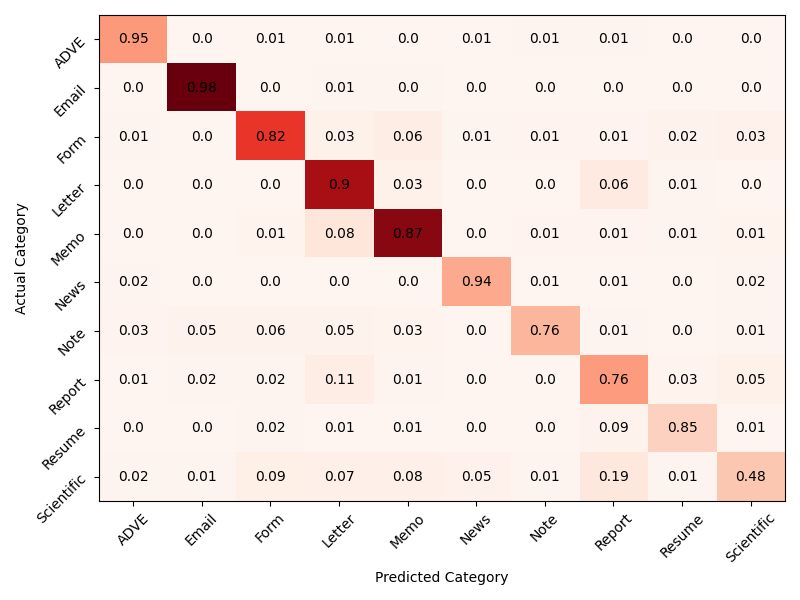 ADVE 0.95 0.0 0.01 0.01 0.0 0.01 0.01 0.01 0.0 0.0
Email 0.0 0.98 0.0 0.01 0.0 0.0 0.0 0.0 0.0 0.0
Form 0.01 0.0 0.82 0.03 0.06 0.01 0.01 0.01 0.02 0.03
Letter 0.0 0.0 0.0 0.9 0.03 0.0 0.0 0.06 0.01 0.0
Memo 0.0 0.0 0.01 0.08 0.87 0.0 0.01 0.01 0.01 0.01
News 0.02 0.0 0.0 0.0 0.0 0.94 0.01 0.01 0.0 0.02
Note 0.03 0.05 0.06 0.05 0.03 0.0 0.76 0.01 0.0 0.01
Report 0.01 0.02 0.02 0.11 0.01 0.0 0.0 0.76 0.03 0.05
Resume 0.0 0.0 0.02 0.01 0.01 0.0 0.0 0.09 0.85 0.01
Scientific 0.02 0.01 0.09 0.07 0.08 0.05 0.01 0.19 0.01 0.48
ADVE Email Form Letter Memo News Note Report Resume Scientific
Predicted Category
Actual Category